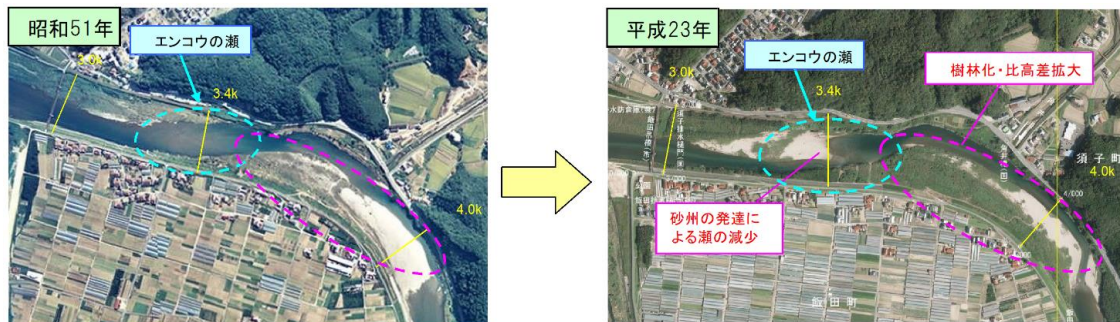 昭和51年
エンコウの瀬
3.0k
3.4k
4.0k
平成23年
エンコウの瀬
樹林化・比高差拡大
3.0k
3.4k
須子町
4.0k
4/000
砂州の発達に
よる瀬の減少
飯田町